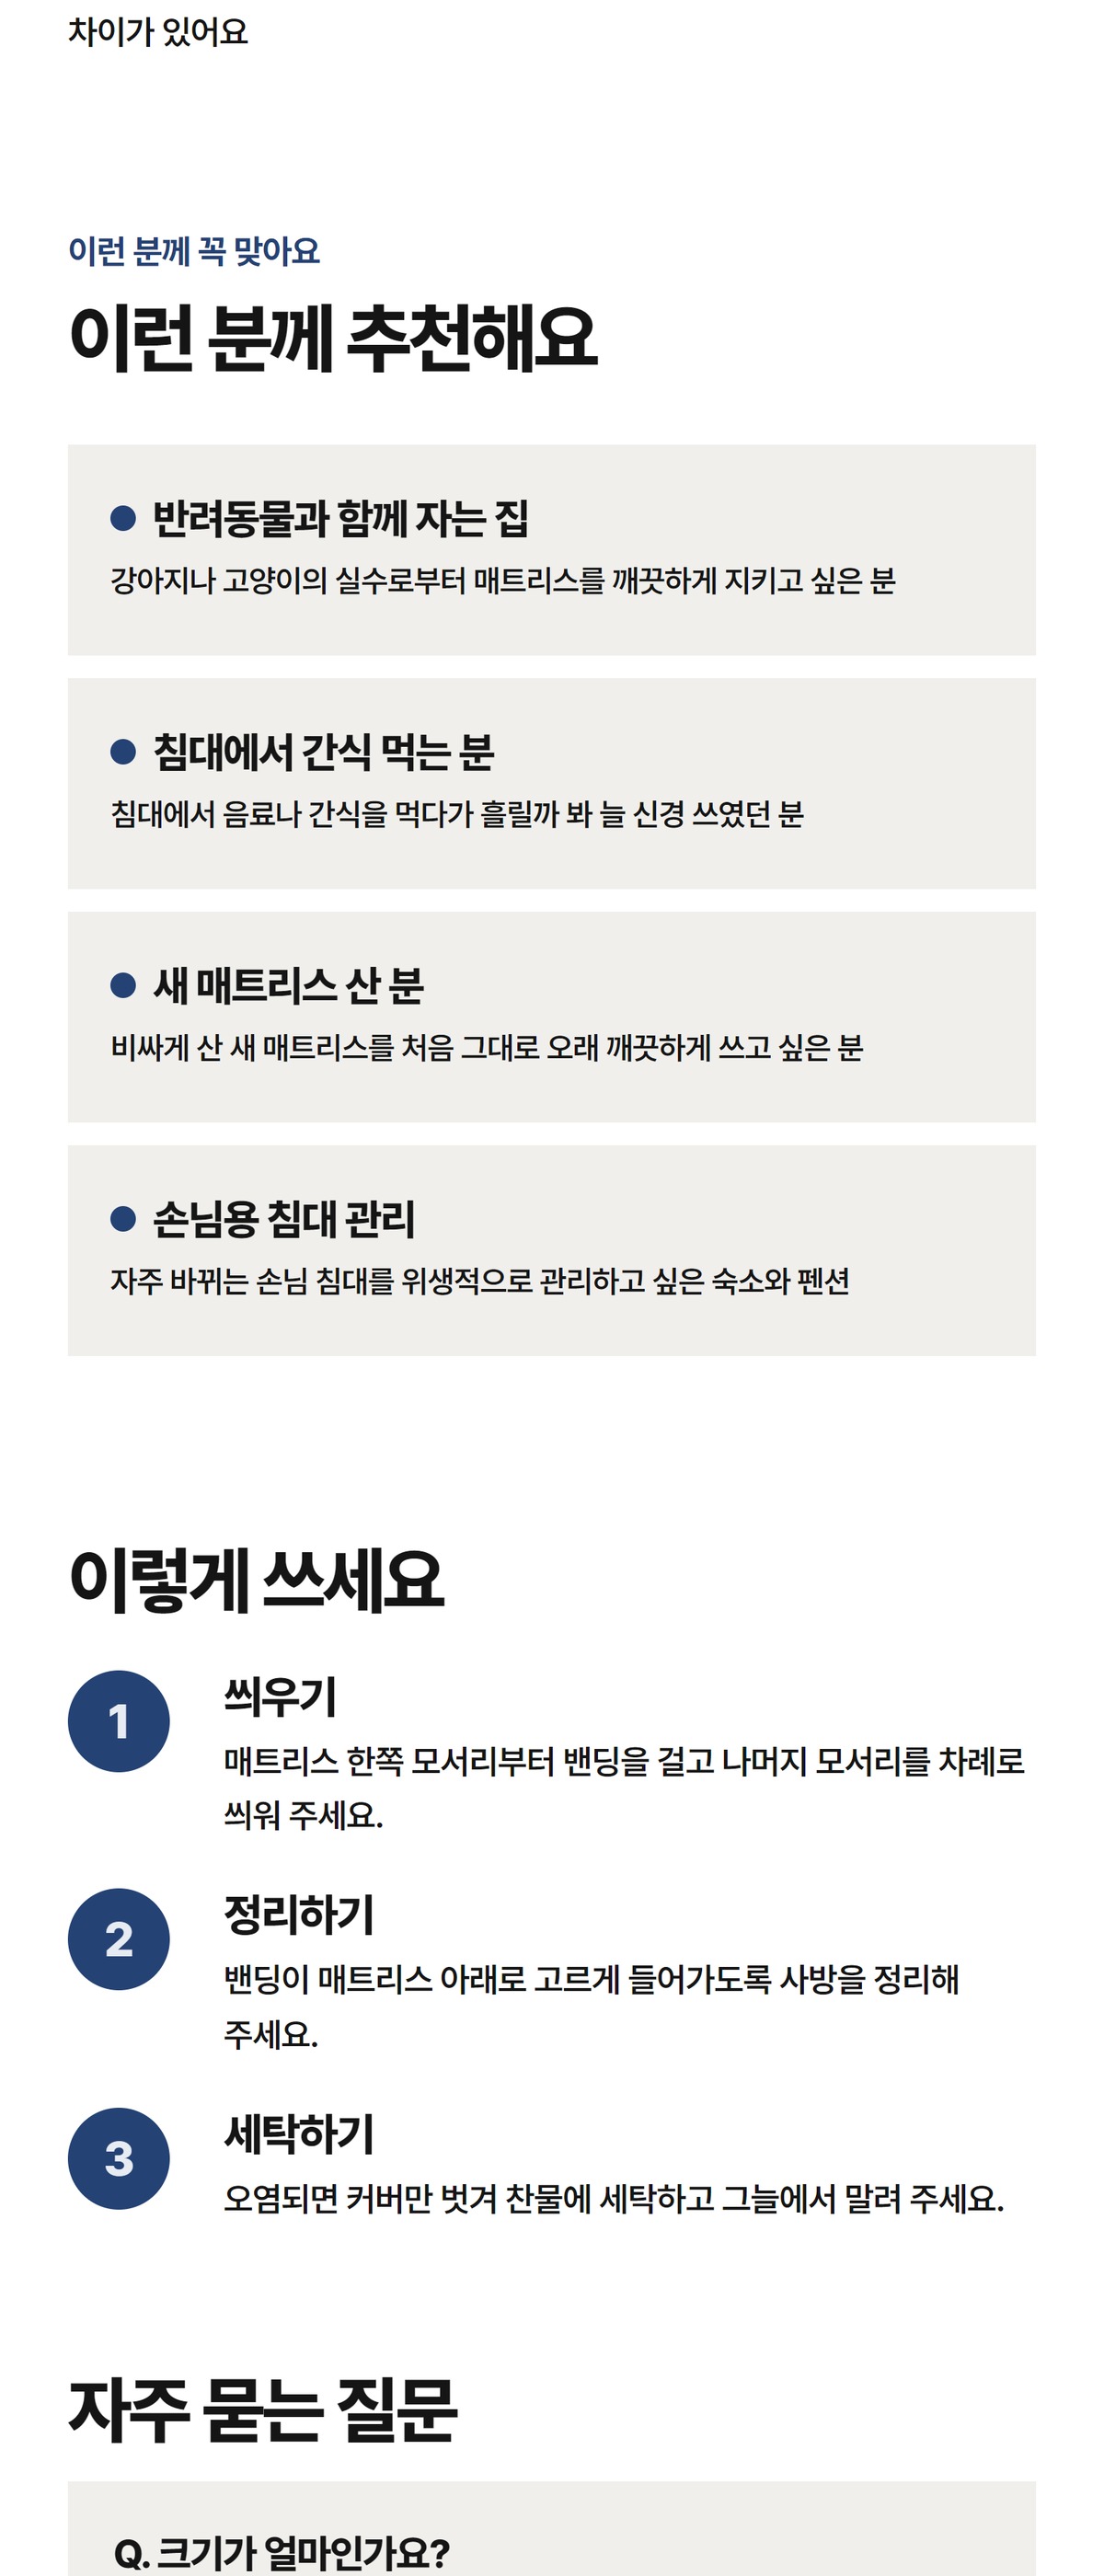 차이가 있어요
이런 분께 꼭 맞아요
이런 분께 추천해요
반려동물과 함께 자는 집
강아지나 고양이의 실수로부터 매트리스를 깨끗하게 지키고 싶은 분
침대에서 간식 먹는 분
침대에서 음료나 간식을 먹다가 흘릴까 봐 늘 신경 쓰였던 분
새 매트리스 산 분
비싸게 산 새 매트리스를 처음 그대로 오래 깨끗하게 쓰고 싶은 분
손님용 침대 관리
자주 바뀌는 손님 침대를 위생적으로 관리하고 싶은 숙소와 펜션
이렇게 쓰세요
1
씌우기
매트리스 한쪽 모서리부터 밴딩을 걸고 나머지 모서리를 차례로
씌워 주세요.
2
정리하기
밴딩이 매트리스 아래로 고르게 들어가도록 사방을 정리해
주세요.
3
세탁하기
오염되면 커버만 벗겨 찬물에 세탁하고 그늘에서 말려 주세요.
자주 묻는 질문
Q. 크기가 얼마인가요?